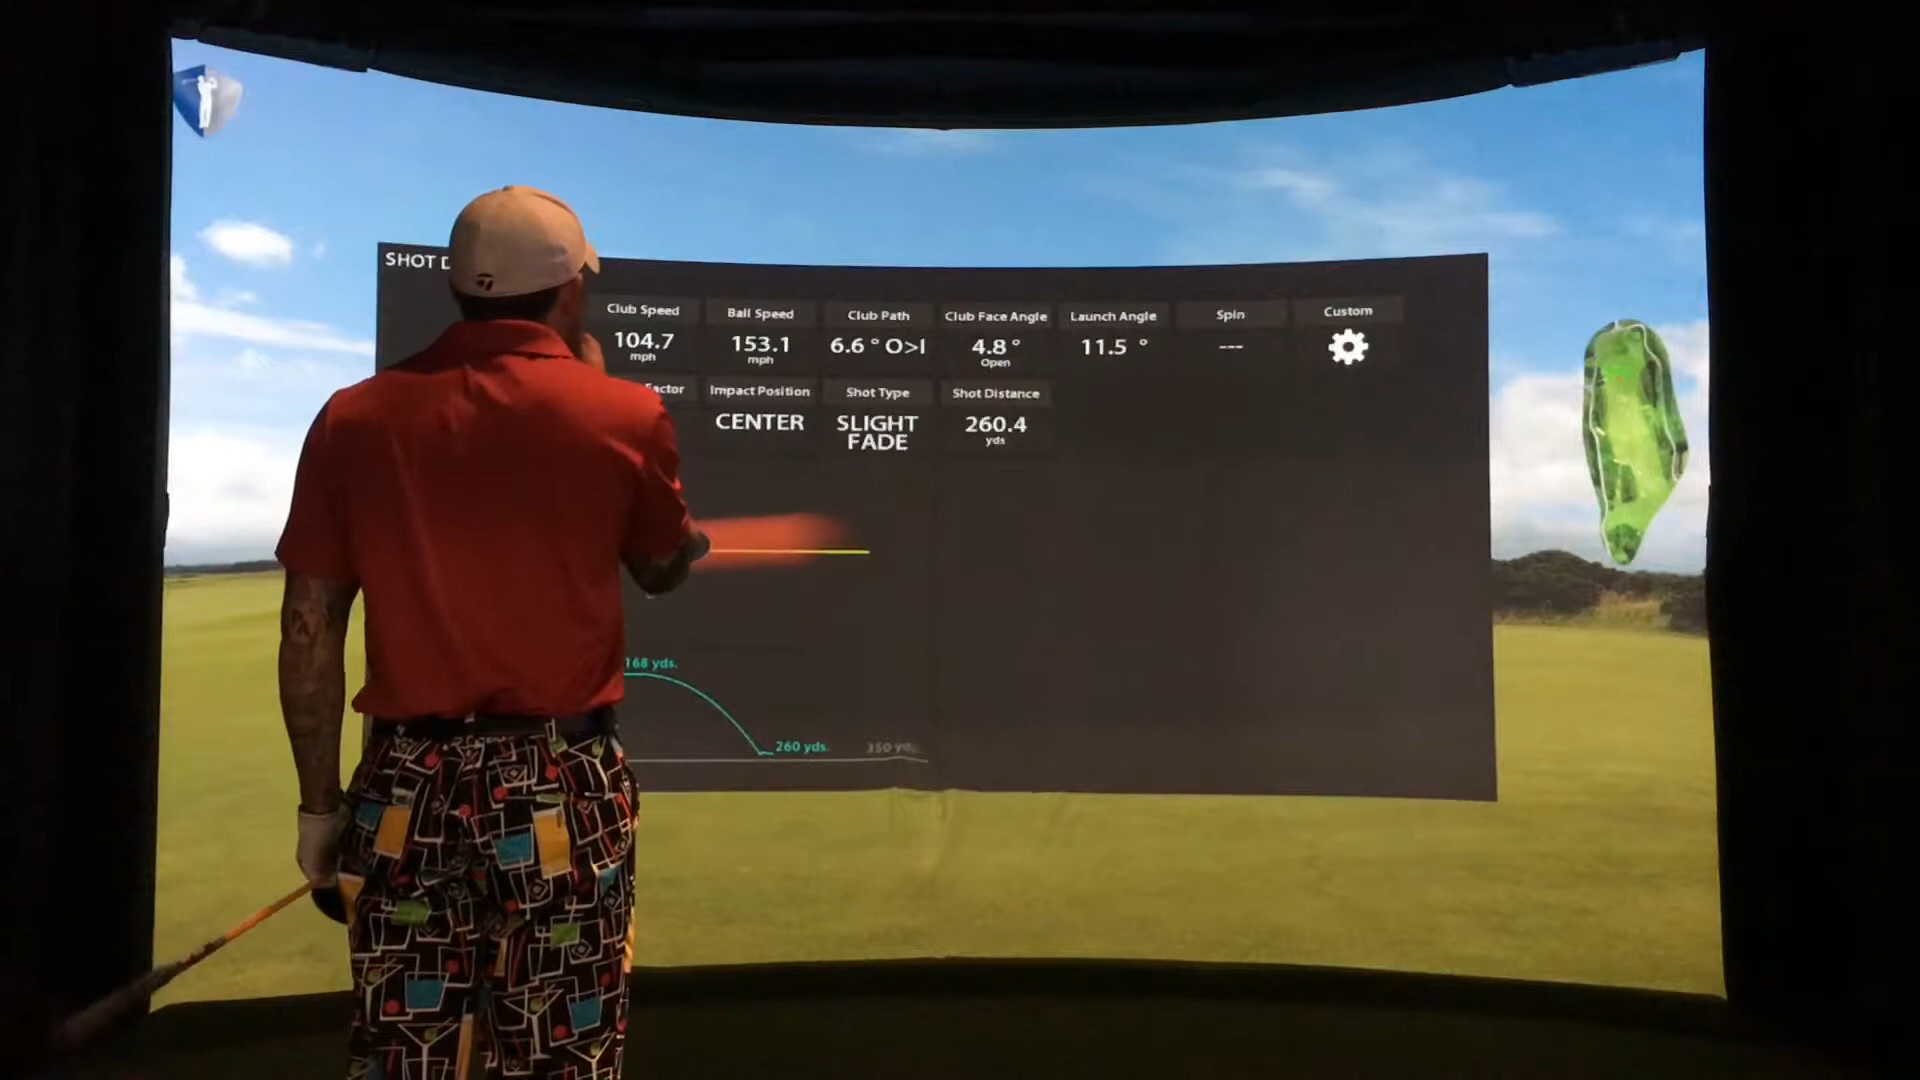 SHOT
Club Speed
Ball Speed
Club Path
Club Face Angle
Launch Angle
Spin
Custom
104.7
mph
153.1
mph
6.6 ° O>I
4.8 °
Open
11.5 °
---
Factor
Impact Position
Shot Type
Shot Distance
CENTER
SLIGHT
FADE
260.4
yds
168 yds.
260 yds.
350 yds.